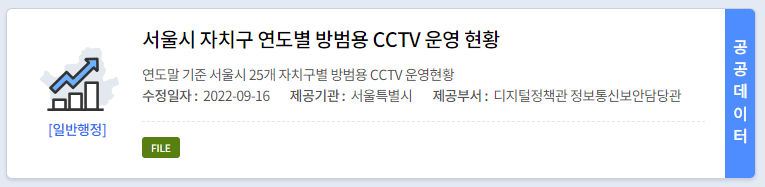 서울시 자치구 연도별 방범용 CCTV 운영 현황
연도말 기준 서울시 25개 자치구별 방범용 CCTV 운영현황
수정일자 : 2022-09-16 제공기관 : 서울특별시 제공부서 : 디지털정책관 정보통신보안담당관
[일반행정]
FILE
공공데이터